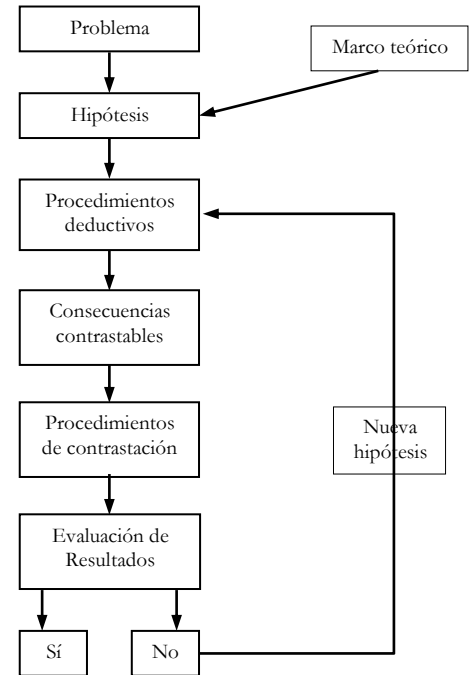 Problema
Marco teórico
Hipótesis
Procedimientos
deductivos
Consecuencias
contrastables
Procedimientos
de contrastación
Nueva
hipótesis
Evaluación de
Resultados
Sí
No